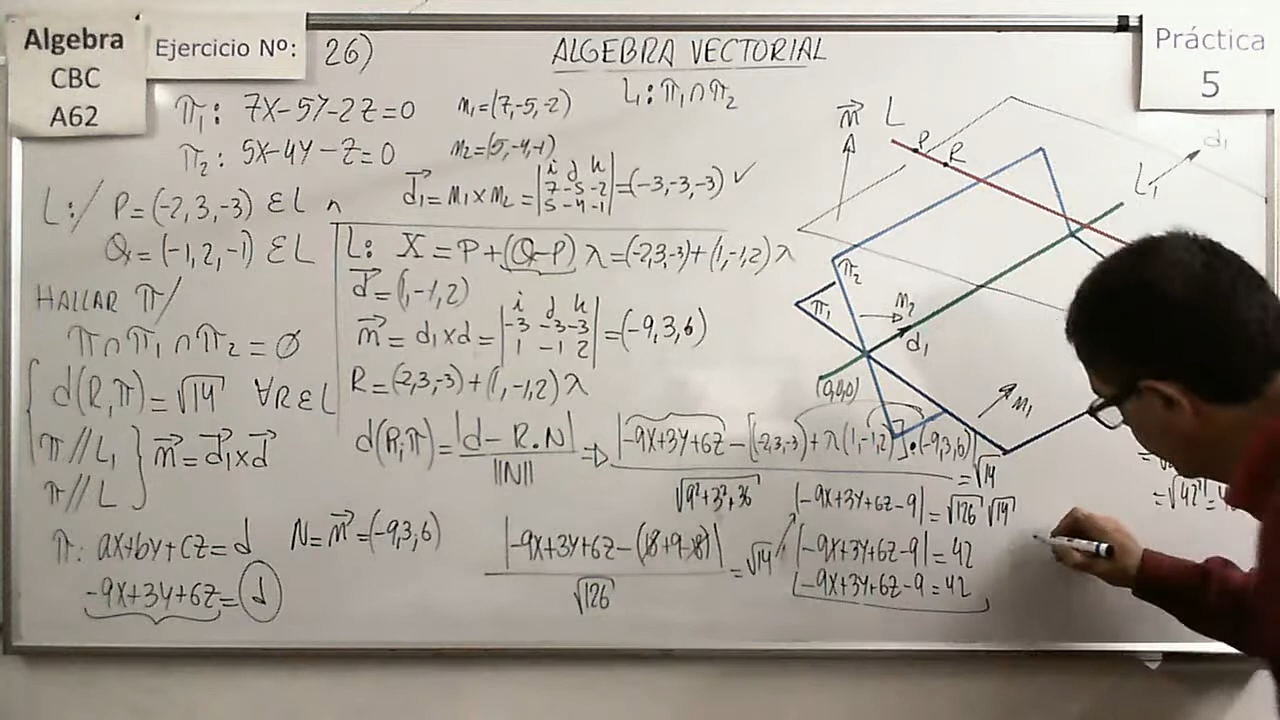 Algebra
CBC
A62
Ejercicio Nº: 26)
ALGEBRA VECTORIAL
Práctica
5
π₁: 7X-5Y-2Z=0 n₁=(7,-5,-2) L₁: π₁∩π₂
π₂: 5X-4Y-Z=0 n₂=(5,-4,-1)
d₁=n₁×n₂=|i j k / 7 -5 -2 / 5 -4 -1|=(-3,-3,-3)✓
L:/ P=(-2,3,-3) ∈L ∧
Q=(-1,2,-1) ∈L
HALLAR π/
π∩π₁∩π₂=∅
d(R,π)=√14 ∀R∈L
π//L₁
π//L
n=d₁×d
π: ax+by+cz=d N=n=(-9,3,6)
-9X+3Y+6Z=d
L: X=P+(Q-P)λ=(-2,3,-3)+(1,-1,2)λ
d=(1,-1,2)
n=d₁×d=|i j k / -3 -3 -3 / 1 -1 2|=(-9,3,6)
R=(-2,3,-3)+(1,-1,2)λ
d(R;π)=|d-R.N|/||N|| ⇒ |-9X+3Y+6Z-[(-2,3,-3)+λ(1,-1,2)]•(-9,3,6)|/√9²+3²+36=√14
|-9X+3Y+6Z-(18+9-18)|/√126=√14
|-9X+3Y+6Z-9|=√126 √14
|-9X+3Y+6Z-9|=42
-9X+3Y+6Z-9=42
n L
P R
L₁ d₁
π₂
π₁
n₂
d₁
(0,0,0)
n₁
=√42²=